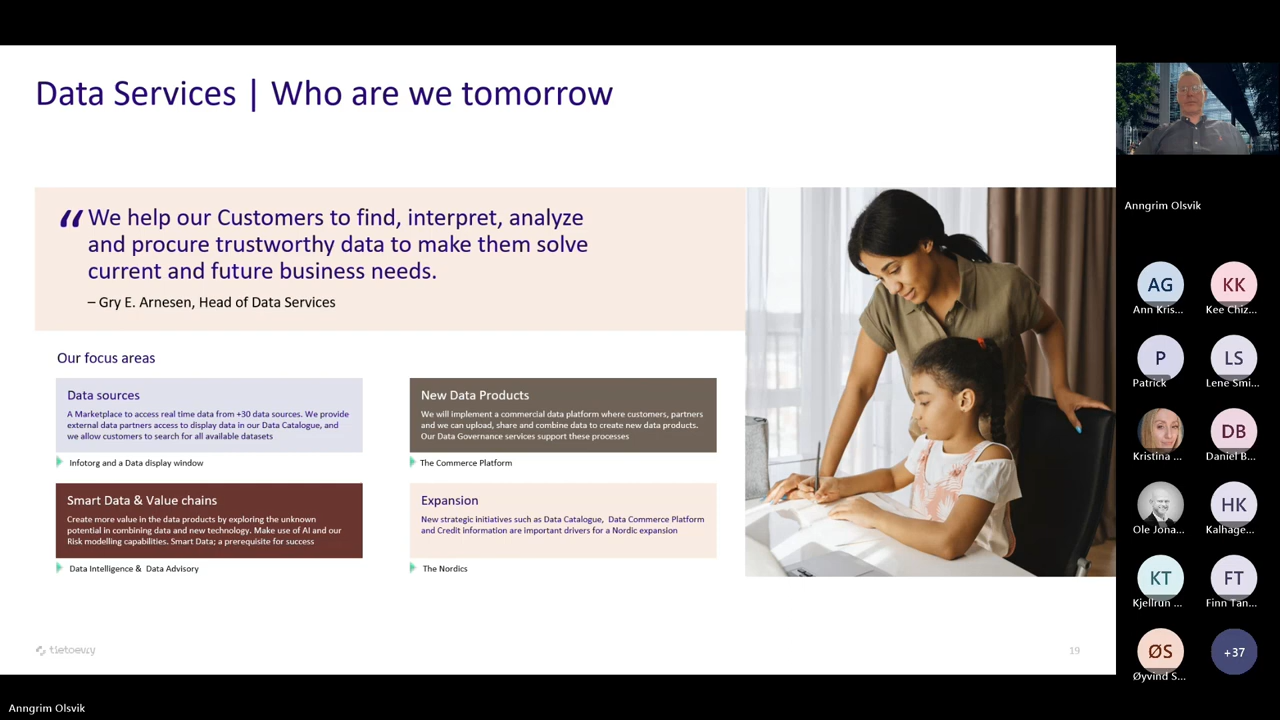 Data Services | Who are we tomorrow
“We help our Customers to find, interpret, analyze
and procure trustworthy data to make them solve
current and future business needs.
– Gry E. Arnesen, Head of Data Services
Our focus areas
Data sources
A Marketplace to access real time data from +30 data sources. We provide
external data partners access to display data in our Data Catalogue, and
we allow customers to search for all available datasets
Infotorg and a Data display window
New Data Products
We will implement a commercial data platform where customers, partners
and we can upload, share and combine data to create new data products.
Our Data Governance services support these processes
The Commerce Platform
Smart Data & Value chains
Create more value in the data products by exploring the unknown
potential in combining data and new technology. Make use of AI and our
Risk modelling capabilities. Smart Data; a prerequisite for success
Data Intelligence & Data Advisory
Expansion
New strategic initiatives such as Data Catalogue, Data Commerce Platform
and Credit information are important drivers for a Nordic expansion
The Nordics
tietoevry
19
Anngrim Olsvik
AG
Ann Kris...
KK
Kee Chiz...
P
Patrick
LS
Lene Smi...
Kristina ...
DB
Daniel B...
Ole Jona...
HK
Kalhage...
KT
Kjellrun ...
FT
Finn Tan...
ØS
Øyvind S...
+37
Anngrim Olsvik